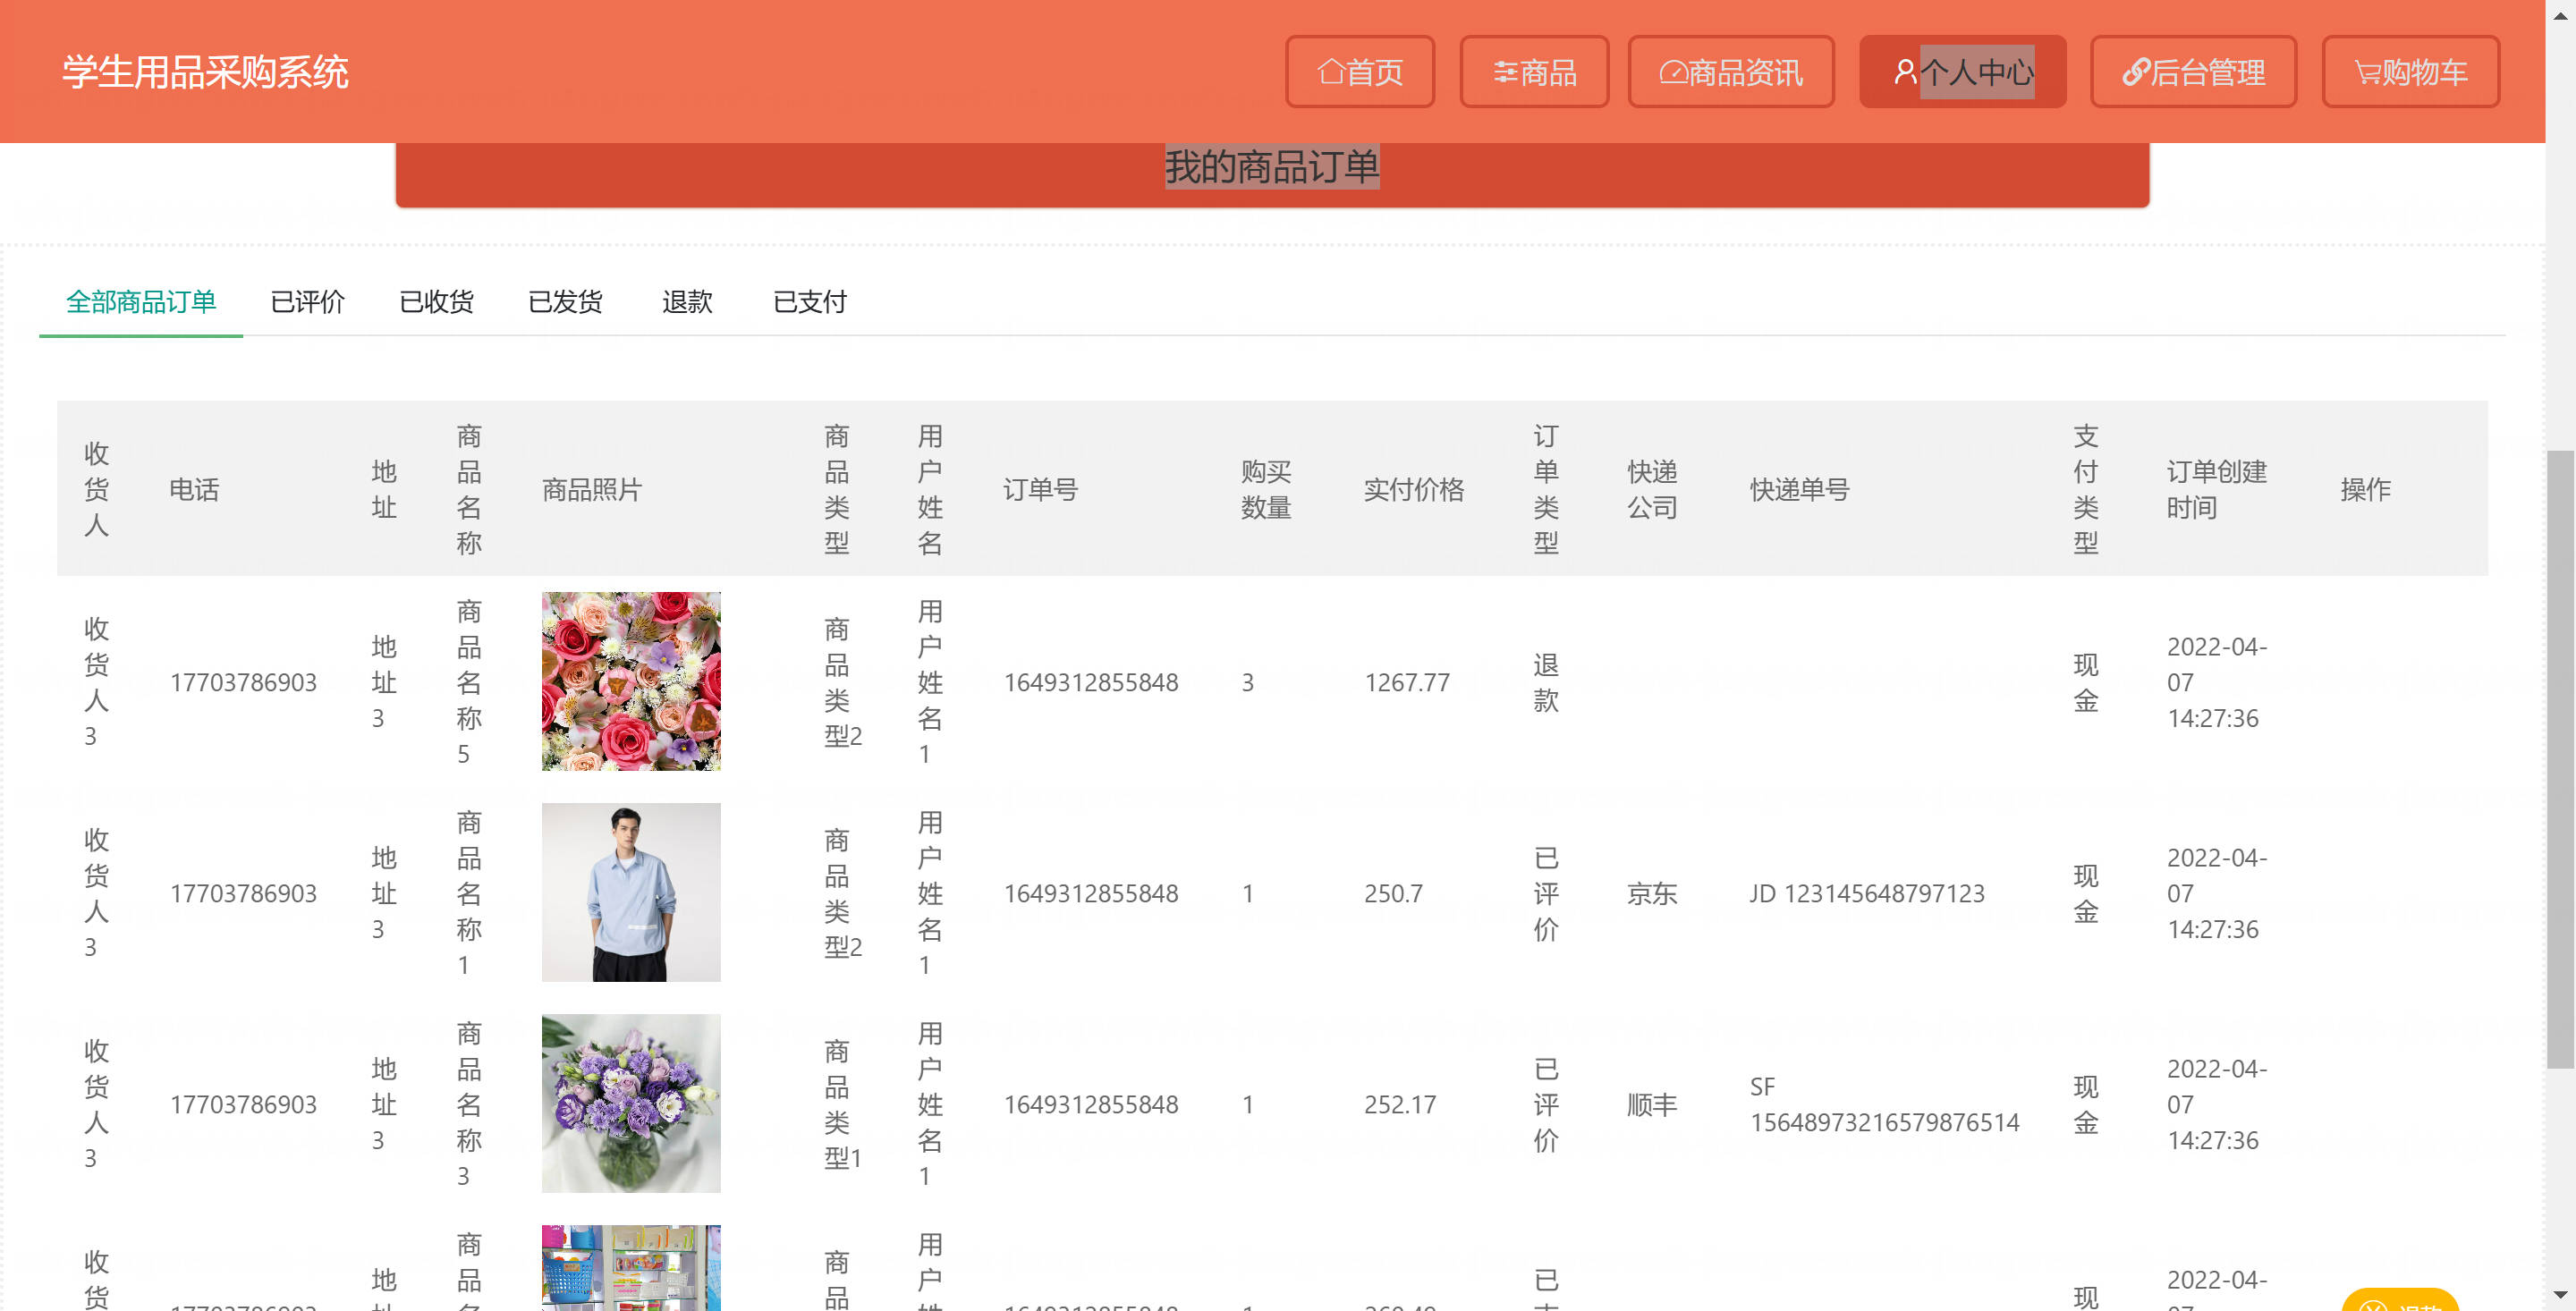 学生用品采购系统
首页
商品
商品资讯
个人中心
后台管理
购物车
我的商品订单
全部商品订单 已评价 已收货 已发货 退款 已支付
收货人 电话 地址 商品名称 商品照片 商品类型 用户姓名 订单号 购买数量 实付价格 订单类型 快递公司 快递单号 支付类型 订单创建时间 操作
收货人3 17703786903 地址3 商品名称5 商品类型2 用户姓名1 1649312855848 3 1267.77 退款 现金 2022-04-07 14:27:36
收货人3 17703786903 地址3 商品名称1 商品类型2 用户姓名1 1649312855848 1 250.7 已评价 京东 JD 123145648797123 现金 2022-04-07 14:27:36
收货人3 17703786903 地址3 商品名称3 商品类型1 用户姓名1 1649312855848 1 252.17 已评价 顺丰 SF 15648973216579876514 现金 2022-04-07 14:27:36
收货 地 商品 商品 用户 已 现 2022-04-